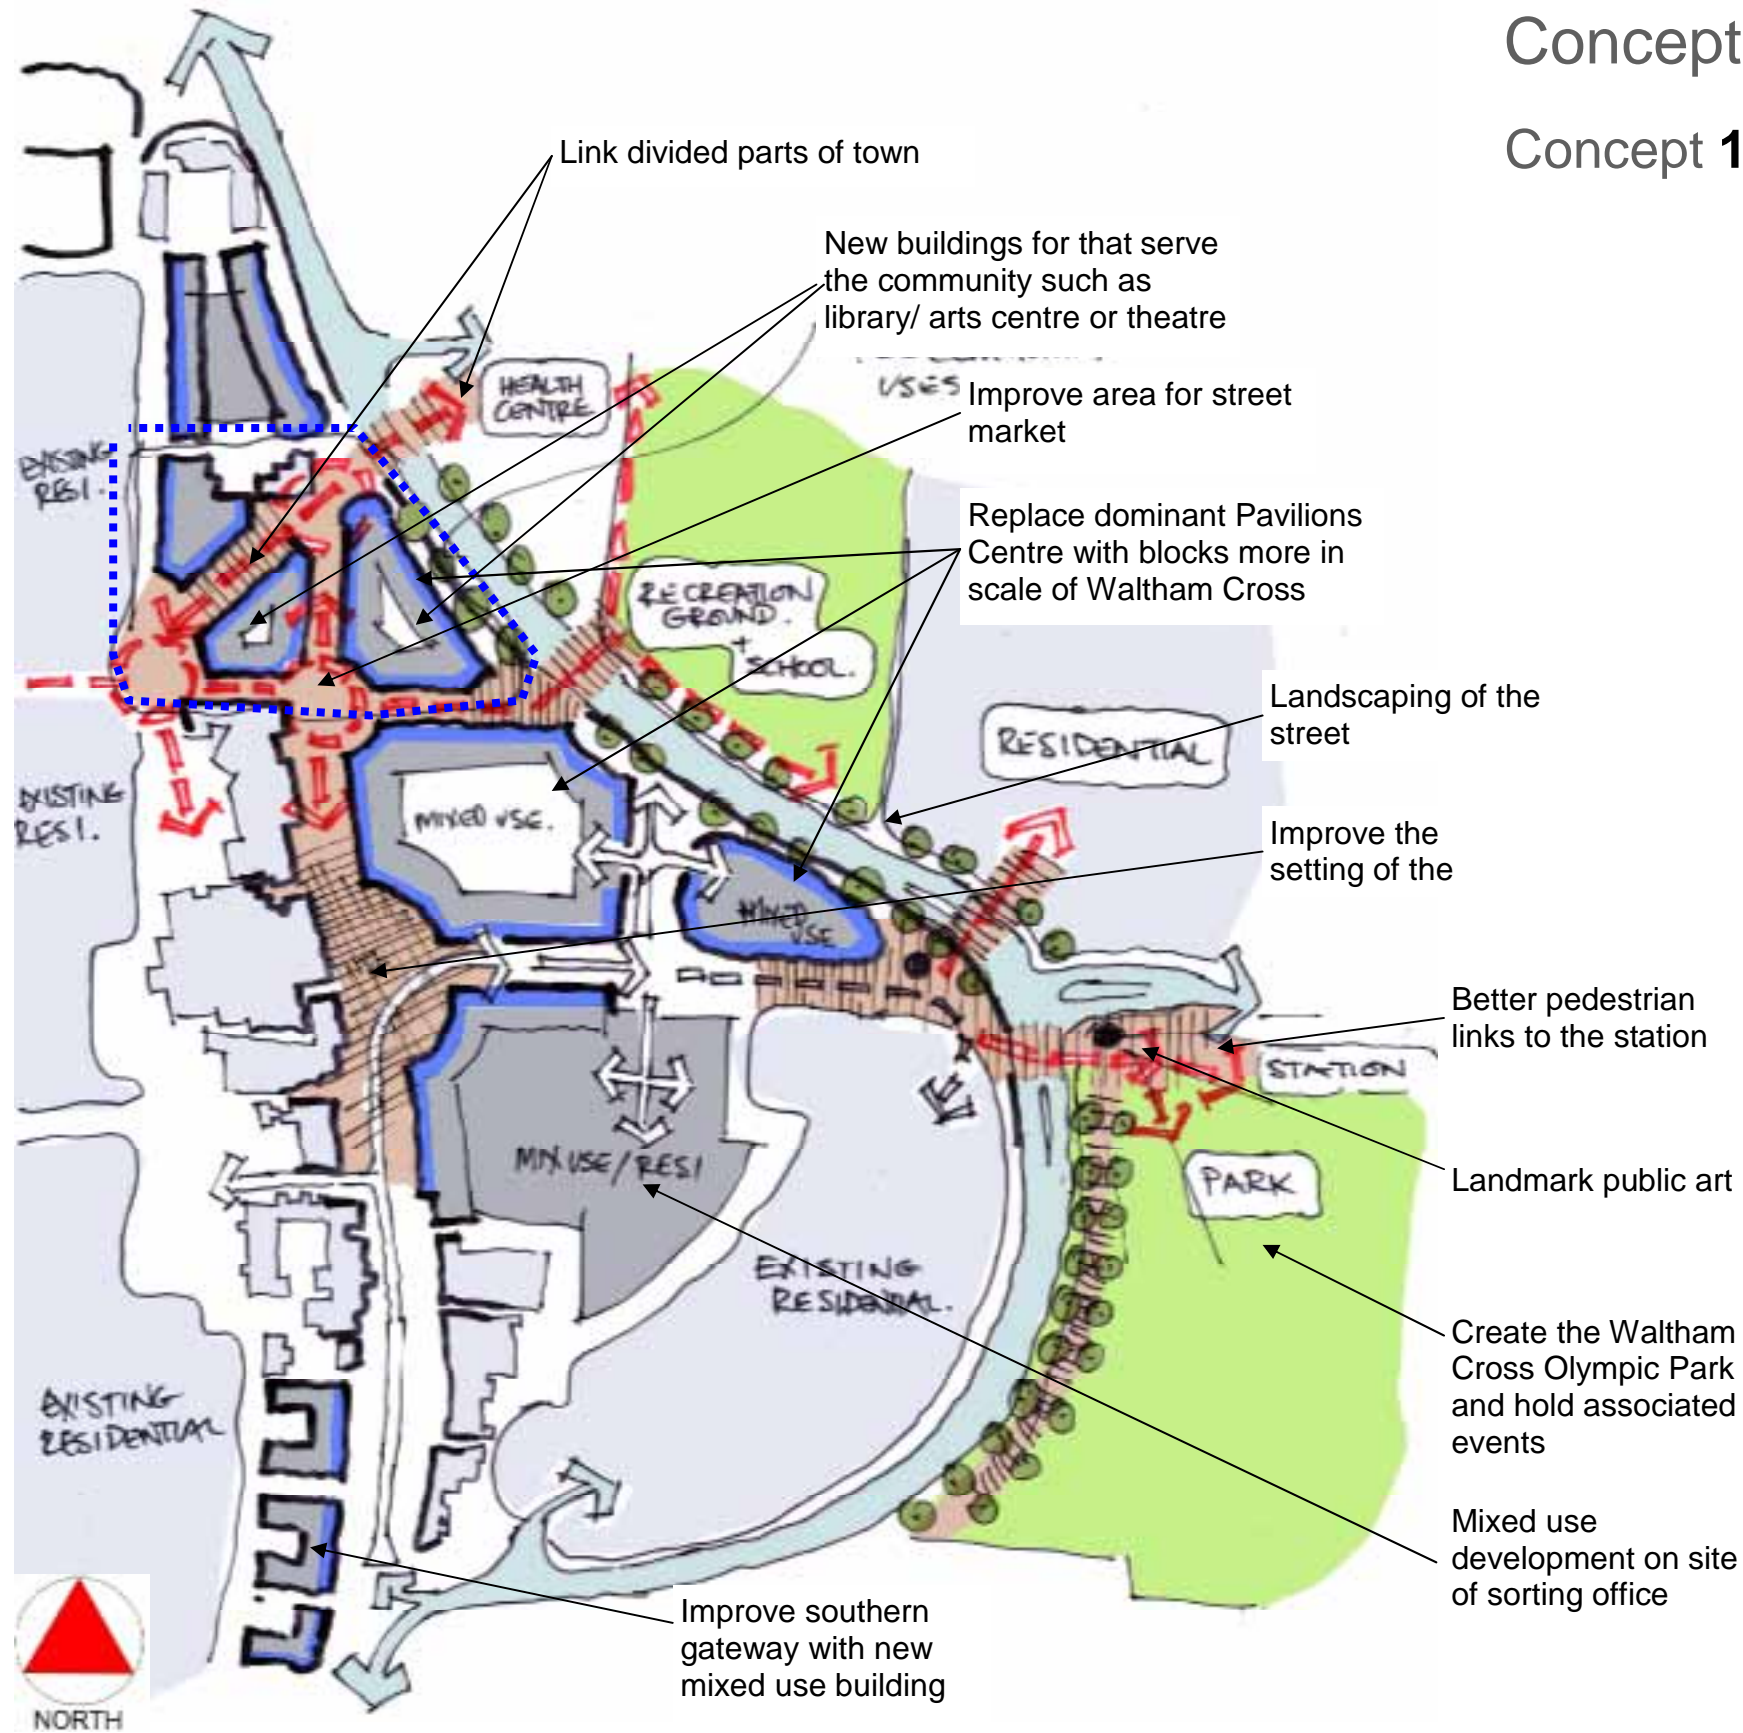 Concept
Concept 1
Link divided parts of town
New buildings for that serve
the community such as
library/ arts centre or theatre
USES
HEALTH
CENTRE
Improve area for street
market
EXISTING
RESI.
Replace dominant Pavilions
Centre with blocks more in
scale of Waltham Cross
RECREATION
GROUND.
+
SCHOOL.
Landscaping of the
street
RESIDENTIAL
EXISTING
RESI.
MIXED USE.
Improve the
setting of the
MIXED
USE
Better pedestrian
links to the station
STATION
MIX USE/RESI
PARK
Landmark public art
EXISTING
RESIDENTIAL.
Create the Waltham
Cross Olympic Park
and hold associated
events
EXISTING
RESIDENTIAL
Mixed use
development on site
of sorting office
Improve southern
gateway with new
mixed use building
NORTH